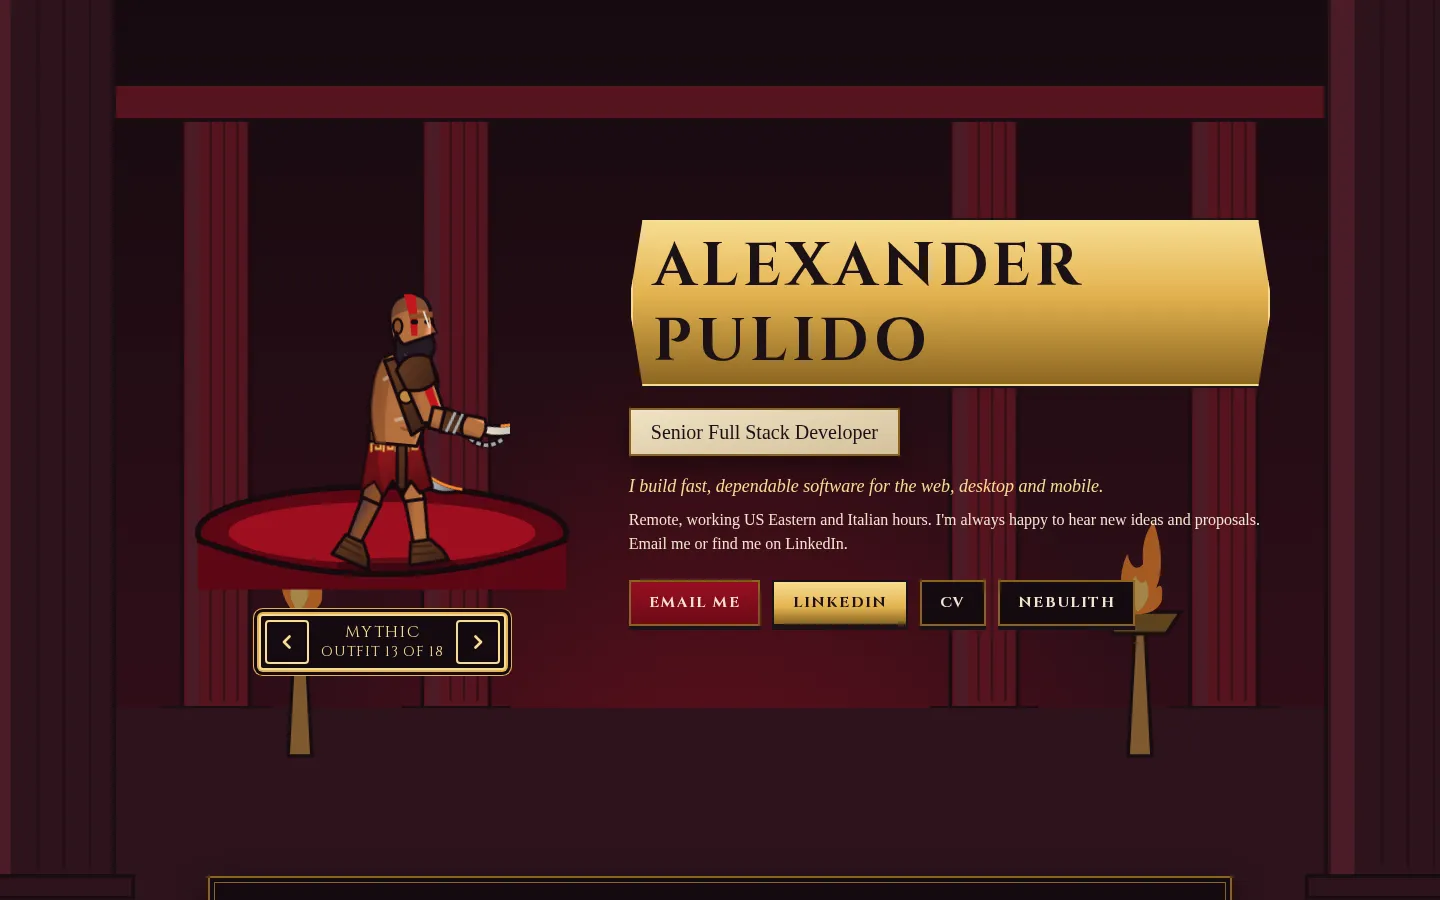 ALEXANDER
PULIDO
Senior Full Stack Developer
I build fast, dependable software for the web, desktop and mobile.
Remote, working US Eastern and Italian hours. I'm always happy to hear new ideas and proposals.
Email me or find me on LinkedIn.
EMAIL ME LINKEDIN CV NEBULITH
MYTHIC
OUTFIT 13 OF 18